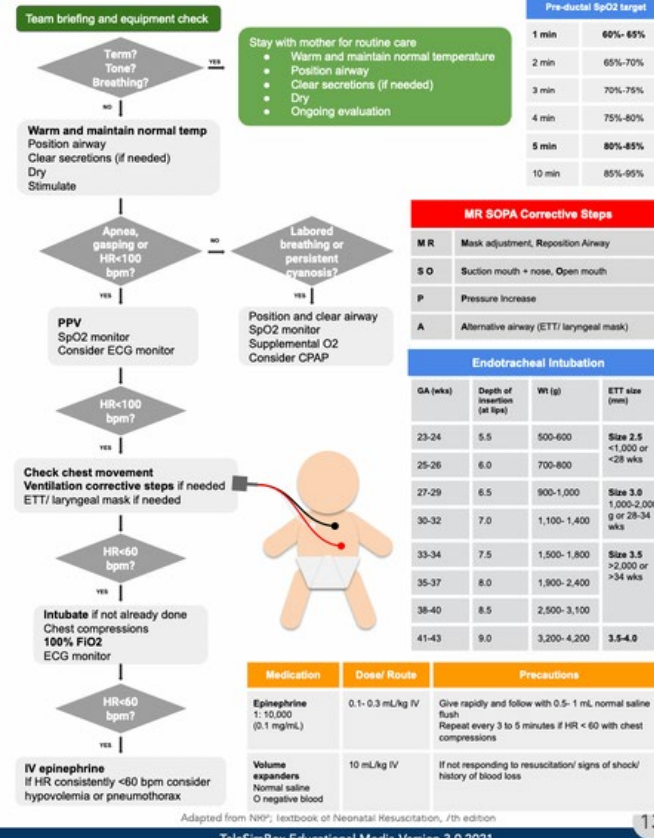 Team briefing and equipment check
Term?
Tone?
Breathing?
YES
Stay with mother for routine care
Warm and maintain normal temperature
Position airway
Clear secretions (if needed)
Dry
Ongoing evaluation
NO
Warm and maintain normal temp
Position airway
Clear secretions (if needed)
Dry
Stimulate
Apnea,
gasping or
HR<100
bpm?
NO
Labored
breathing or
persistent
cyanosis?
YES
YES
PPV
SpO2 monitor
Consider ECG monitor
Position and clear airway
SpO2 monitor
Supplemental O2
Consider CPAP
HR<100
bpm?
YES
Check chest movement
Ventilation corrective steps if needed
ETT/ laryngeal mask if needed
HR<60
bpm?
YES
Intubate if not already done
Chest compressions
100% FiO2
ECG monitor
HR<60
bpm?
YES
IV epinephrine
If HR consistently <60 bpm consider
hypovolemia or pneumothorax
Pre-ductal SpO2 target
1 min 60%- 65%
2 min 65%-70%
3 min 70%-75%
4 min 75%-80%
5 min 80%-85%
10 min 85%-95%
MR SOPA Corrective Steps
M R Mask adjustment, Reposition Airway
S O Suction mouth + nose, Open mouth
P Pressure Increase
A Alternative airway (ETT/ laryngeal mask)
Endotracheal Intubation
GA (wks) Depth of insertion (at lips) Wt (g) ETT size (mm)
23-24 5.5 500-600 Size 2.5
<1,000 or
<28 wks
25-26 6.0 700-800
27-29 6.5 900-1,000 Size 3.0
1,000-2,000
g or 28-34
wks
30-32 7.0 1,100- 1,400
33-34 7.5 1,500- 1,800 Size 3.5
>2,000 or
>34 wks
35-37 8.0 1,900- 2,400
38-40 8.5 2,500- 3,100
41-43 9.0 3,200- 4,200 3.5-4.0
Medication Dose/ Route Precautions
Epinephrine
1: 10,000
(0.1 mg/mL)
0.1- 0.3 mL/kg IV
Give rapidly and follow with 0.5- 1 mL normal saline
flush
Repeat every 3 to 5 minutes if HR < 60 with chest
compressions
Volume
expanders
Normal saline
O negative blood
10 mL/kg IV
If not responding to resuscitation/ signs of shock/
history of blood loss
Adapted from NRP; Textbook of Neonatal Resuscitation, 7th edition
TeleSimBox Educational Media Version 3.0 2021